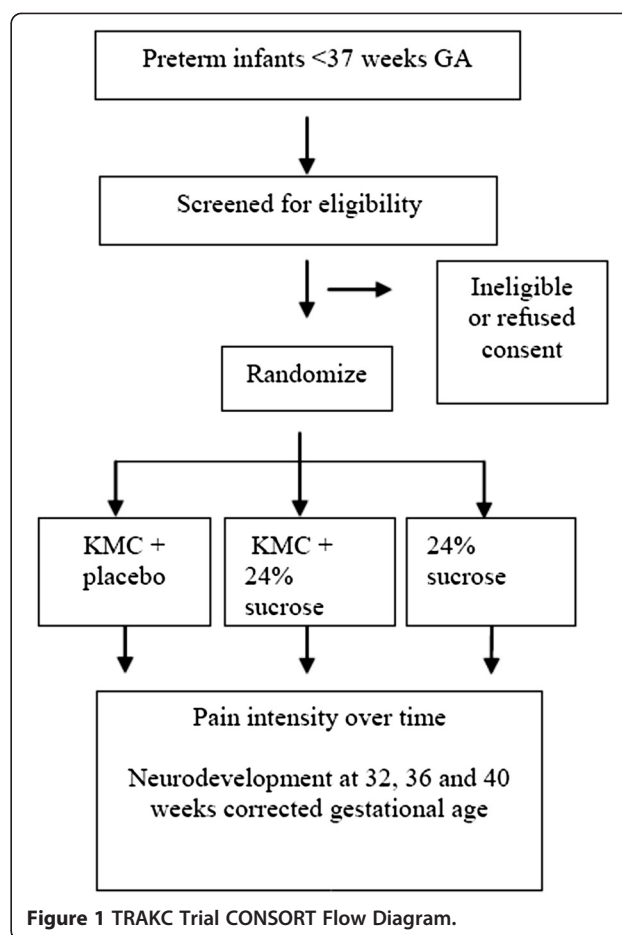 Preterm infants <37 weeks GA
Screened for eligibility
Ineligible
or refused
consent
Randomize
KMC +
placebo
KMC +
24%
sucrose
24%
sucrose
Pain intensity over time
Neurodevelopment at 32, 36 and 40
weeks corrected gestational age
Figure 1 TRAKC Trial CONSORT Flow Diagram.